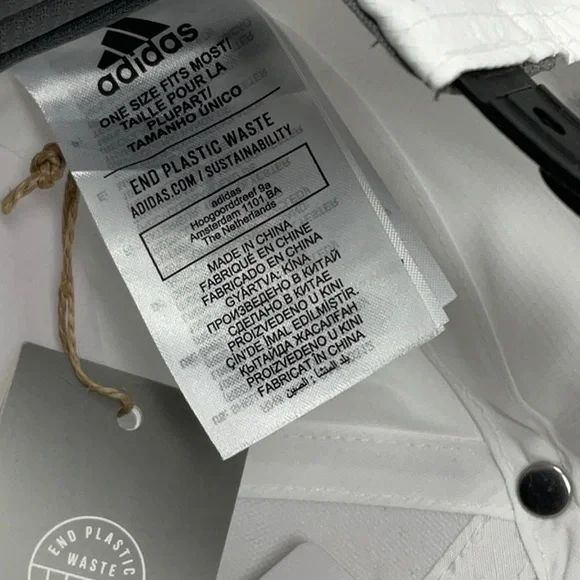 adidas
ONE SIZE FITS MOST/
TAILLE POUR LA
PLUPART/
TAMANHO ÚNICO
END PLASTIC WASTE
ADIDAS.COM / SUSTAINABILITY
adidas
Hoogoorddreef 9a
Amsterdam 1101 BA
The Netherlands
MADE IN CHINA
FABRIQUÉ EN CHINE
FABRICADO EN CHINA
GYÁRTVA: KÍNA
ПРОИЗВЕДЕНО В КИТАЙ
СДЕЛАНО В КИТАЕ
PROIZVEDENO U KINI
ÇİN'DE İMAL EDİLMİŞTİR.
ҚЫТАЙДА ЖАСАЛҒАН
PROIZVEDENO U KINI
FABRICAT ÎN CHINA
بلد المنشأ: الصين
END PLASTIC
WASTE